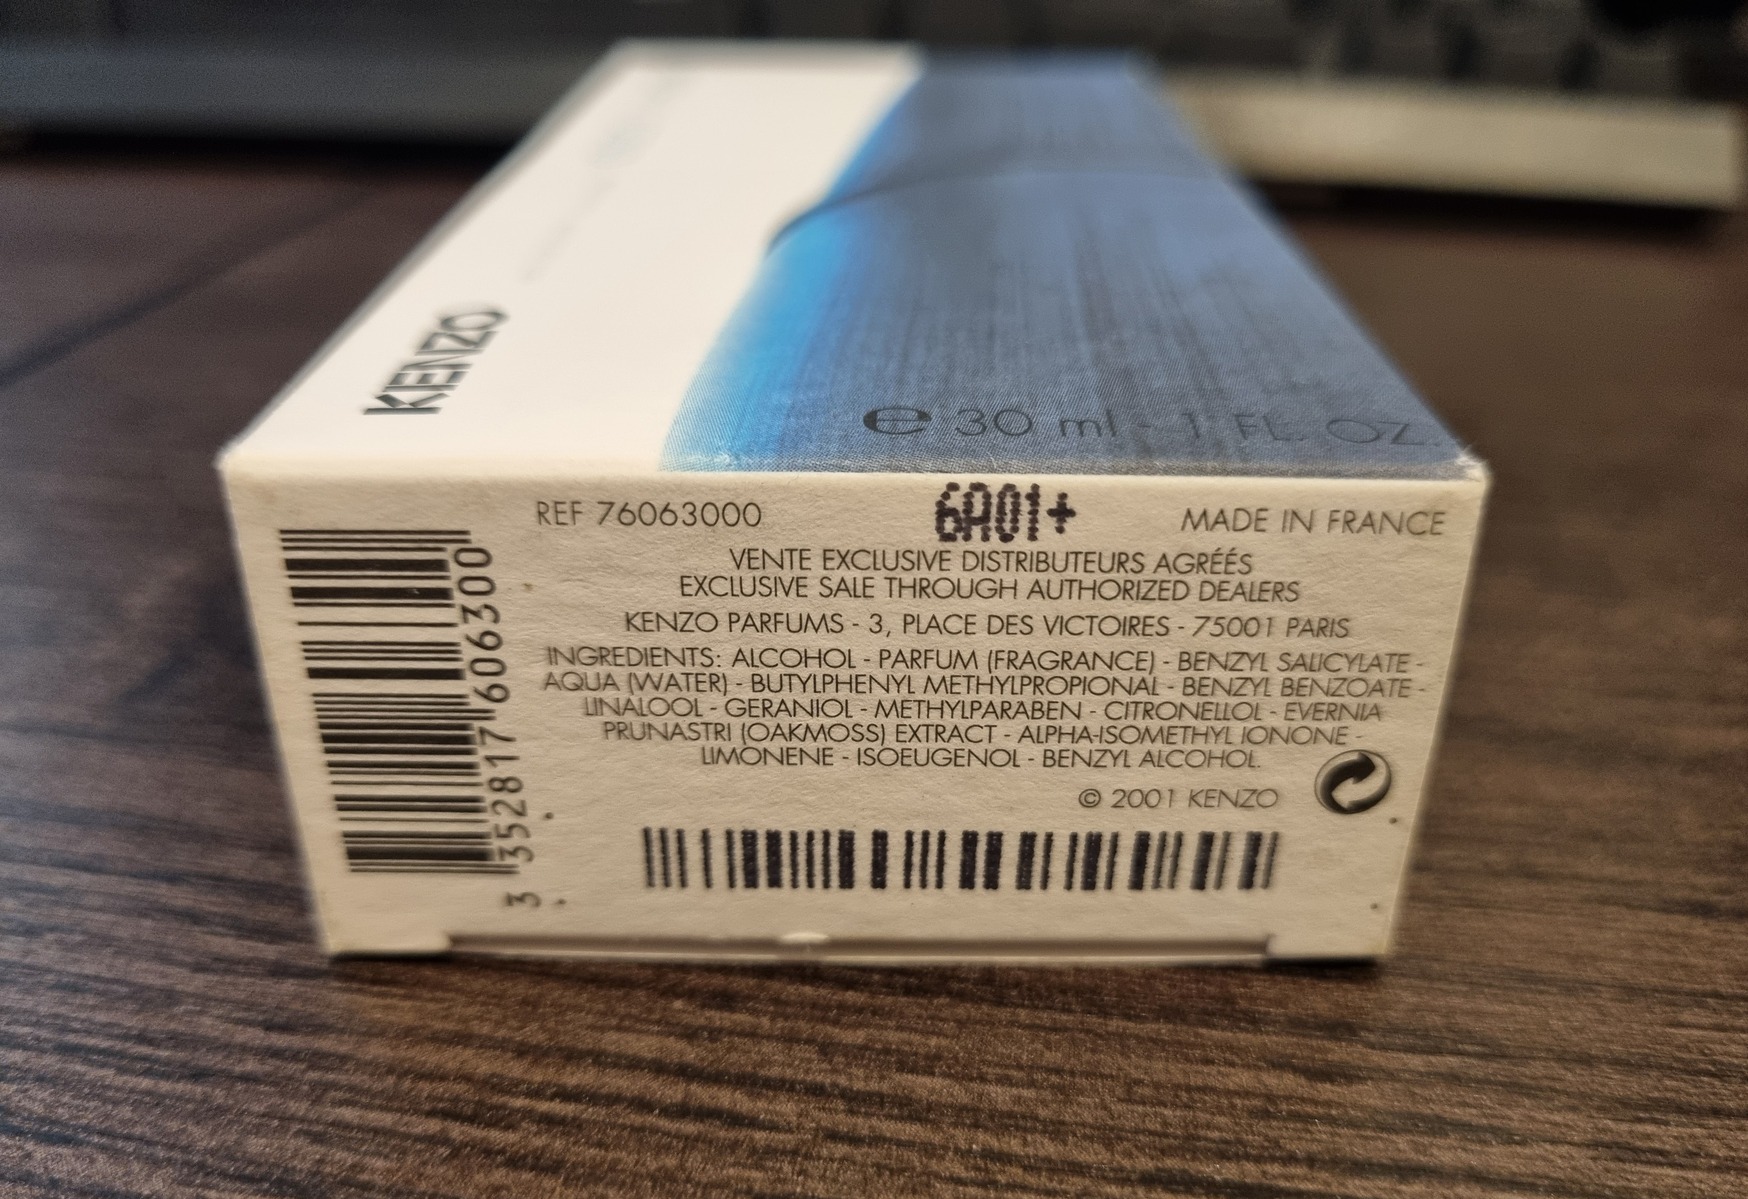 KENZO
e 30 ml - 1 FL. OZ.
REF 76063000
6A01+
MADE IN FRANCE
VENTE EXCLUSIVE DISTRIBUTEURS AGRÉÉS
EXCLUSIVE SALE THROUGH AUTHORIZED DEALERS
KENZO PARFUMS - 3, PLACE DES VICTOIRES - 75001 PARIS
INGREDIENTS: ALCOHOL - PARFUM (FRAGRANCE) - BENZYL SALICYLATE -
AQUA (WATER) - BUTYLPHENYL METHYLPROPIONAL - BENZYL BENZOATE -
LINALOOL - GERANIOL - METHYLPARABEN - CITRONELLOL - EVERNIA
PRUNASTRI (OAKMOSS) EXTRACT - ALPHA-ISOMETHYL IONONE -
LIMONENE - ISOEUGENOL - BENZYL ALCOHOL.
© 2001 KENZO
3 352817 606300